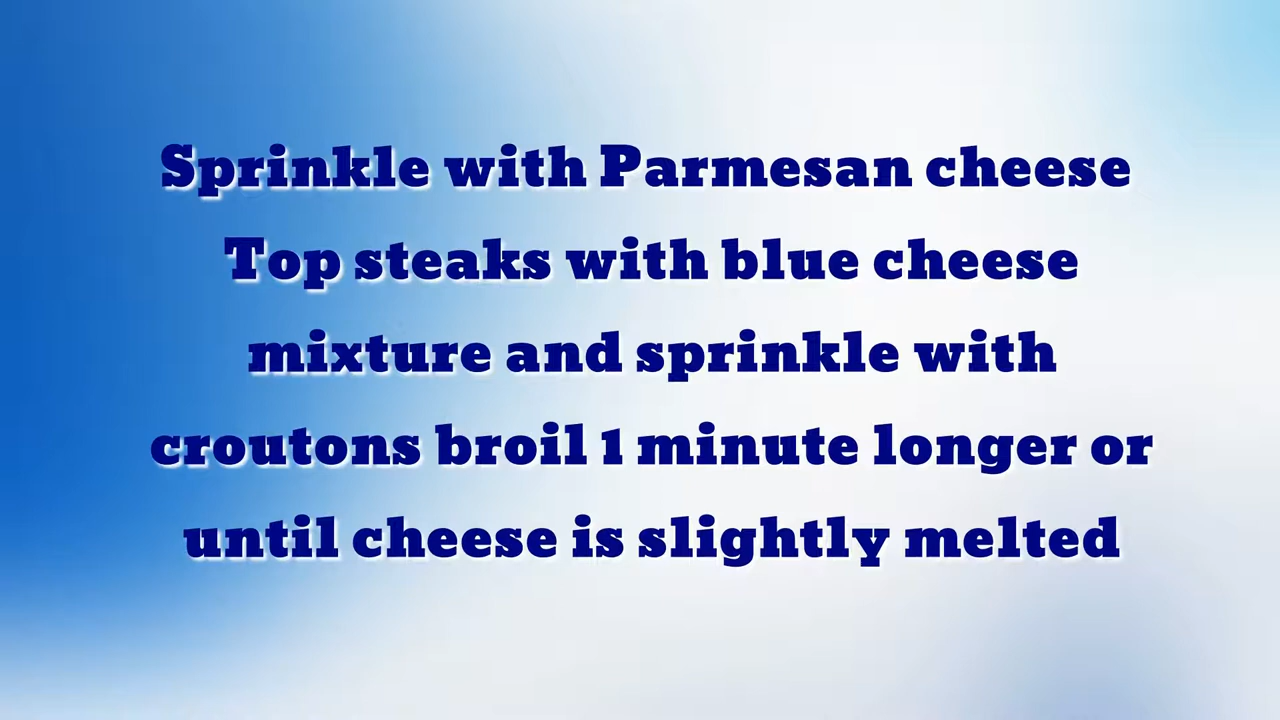 Sprinkle with Parmesan cheese
Top steaks with blue cheese
mixture and sprinkle with
croutons broil 1 minute longer or
until cheese is slightly melted